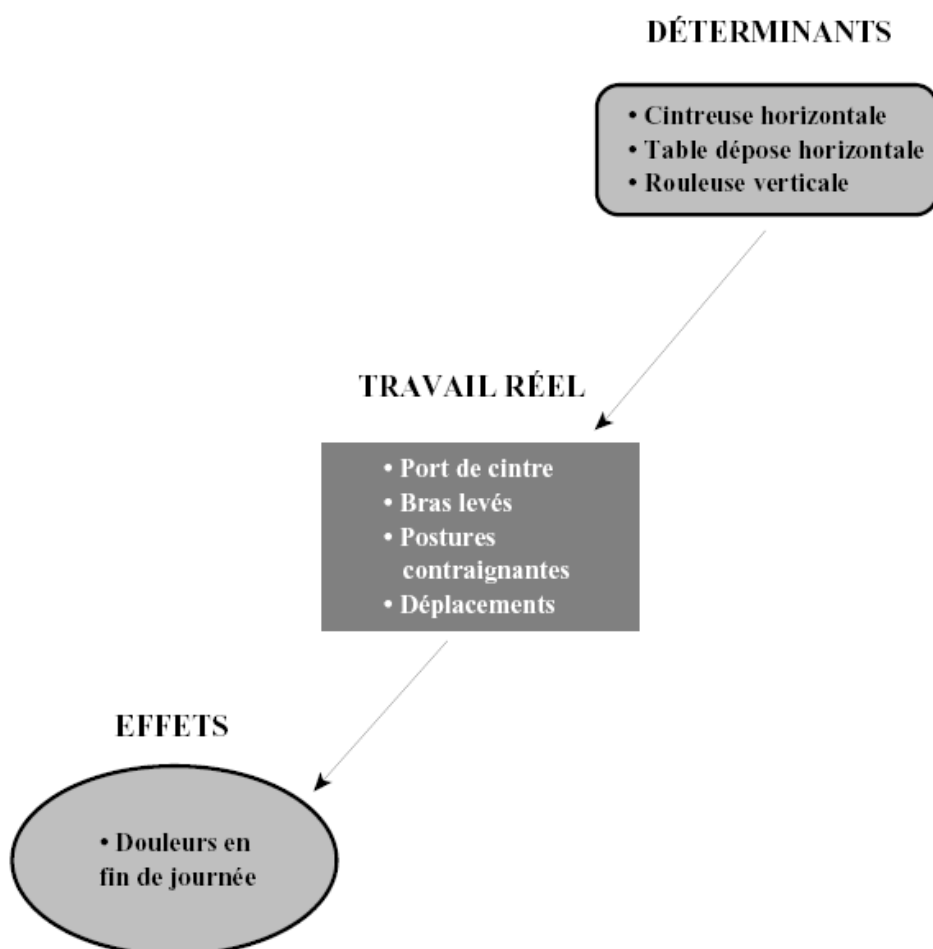 DÉTERMINANTS
• Cintreuse horizontale
• Table dépose horizontale
• Rouleuse verticale
TRAVAIL RÉEL
• Port de cintre
• Bras levés
• Postures
contraignantes
• Déplacements
EFFETS
• Douleurs en
fin de journée